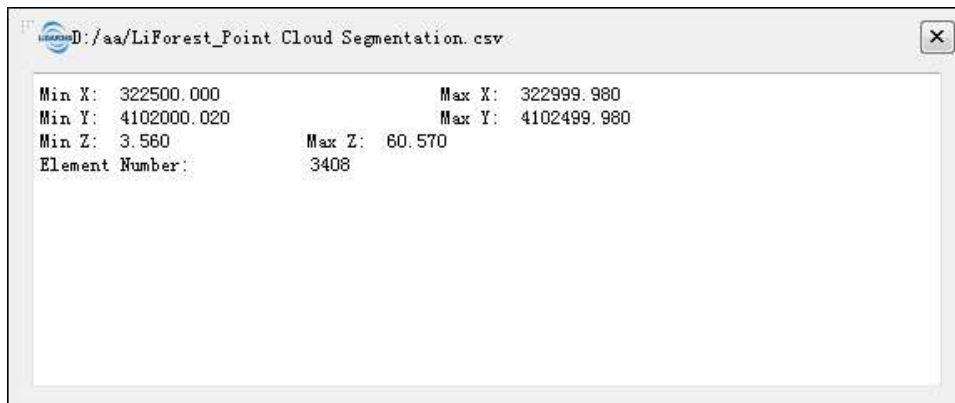 D:/aa/LiForest_Point Cloud Segmentation.csv
Min X: 322500.000 Max X: 322999.980
Min Y: 4102000.020 Max Y: 4102499.980
Min Z: 3.560 Max Z: 60.570
Element Number: 3408